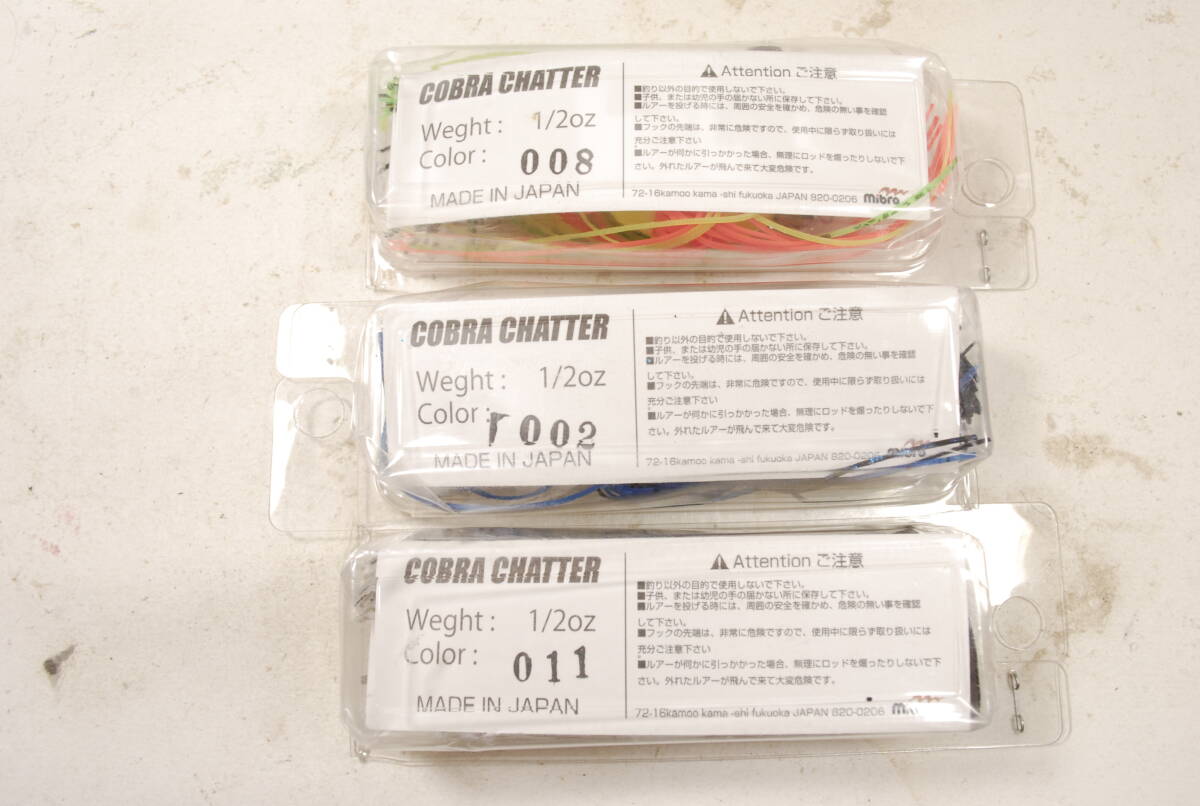 COBRA CHATTER
Weght : 1/2oz
Color : 008
MADE IN JAPAN
Attention ご注意
■釣り以外の目的で使用しないで下さい。
■子供、または幼児の手の届かない所に保存して下さい。
■ルアーを投げる時には、周囲の安全を確かめ、危険の無い事を確認
して下さい。
■フックの先端は、非常に危険ですので、使用中に限らず取り扱いには
充分ご注意下さい
■ルアーが何かに引っかかった場合、無理にロッドを煽ったりしないで下
さい。外れたルアーが飛んで来て大変危険です。
72-16kamoo kama -shi fukuoka JAPAN 820-0206 mibro
COBRA CHATTER
Weght : 1/2oz
Color : r 002
MADE IN JAPAN
Attention ご注意
■釣り以外の目的で使用しないで下さい。
■子供、または幼児の手の届かない所に保存して下さい。
■ルアーを投げる時には、周囲の安全を確かめ、危険の無い事を確認
して下さい。
■フックの先端は、非常に危険ですので、使用中に限らず取り扱いには
充分ご注意下さい
■ルアーが何かに引っかかった場合、無理にロッドを煽ったりしないで下
さい。外れたルアーが飛んで来て大変危険です。
72-16kamoo kama -shi fukuoka JAPAN 820-0206 mibro
COBRA CHATTER
Weght : 1/2oz
Color : 011
MADE IN JAPAN
Attention ご注意
■釣り以外の目的で使用しないで下さい。
■子供、または幼児の手の届かない所に保存して下さい。
■ルアーを投げる時には、周囲の安全を確かめ、危険の無い事を確認
して下さい。
■フックの先端は、非常に危険ですので、使用中に限らず取り扱いには
充分ご注意下さい
■ルアーが何かに引っかかった場合、無理にロッドを煽ったりしないで下
さい。外れたルアーが飛んで来て大変危険です。
72-16kamoo kama -shi fukuoka JAPAN 820-0206